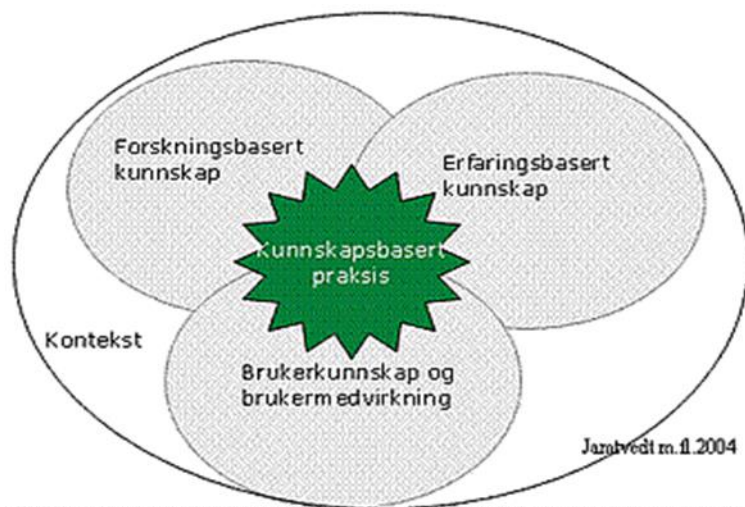 Forskningsbasert
kunnskap
Erfaringsbasert
kunnskap
Kunnskapsbasert
praksis
Kontekst
Brukerkunnskap og
brukermedvirkning
Jamtvedt m.fl.2004